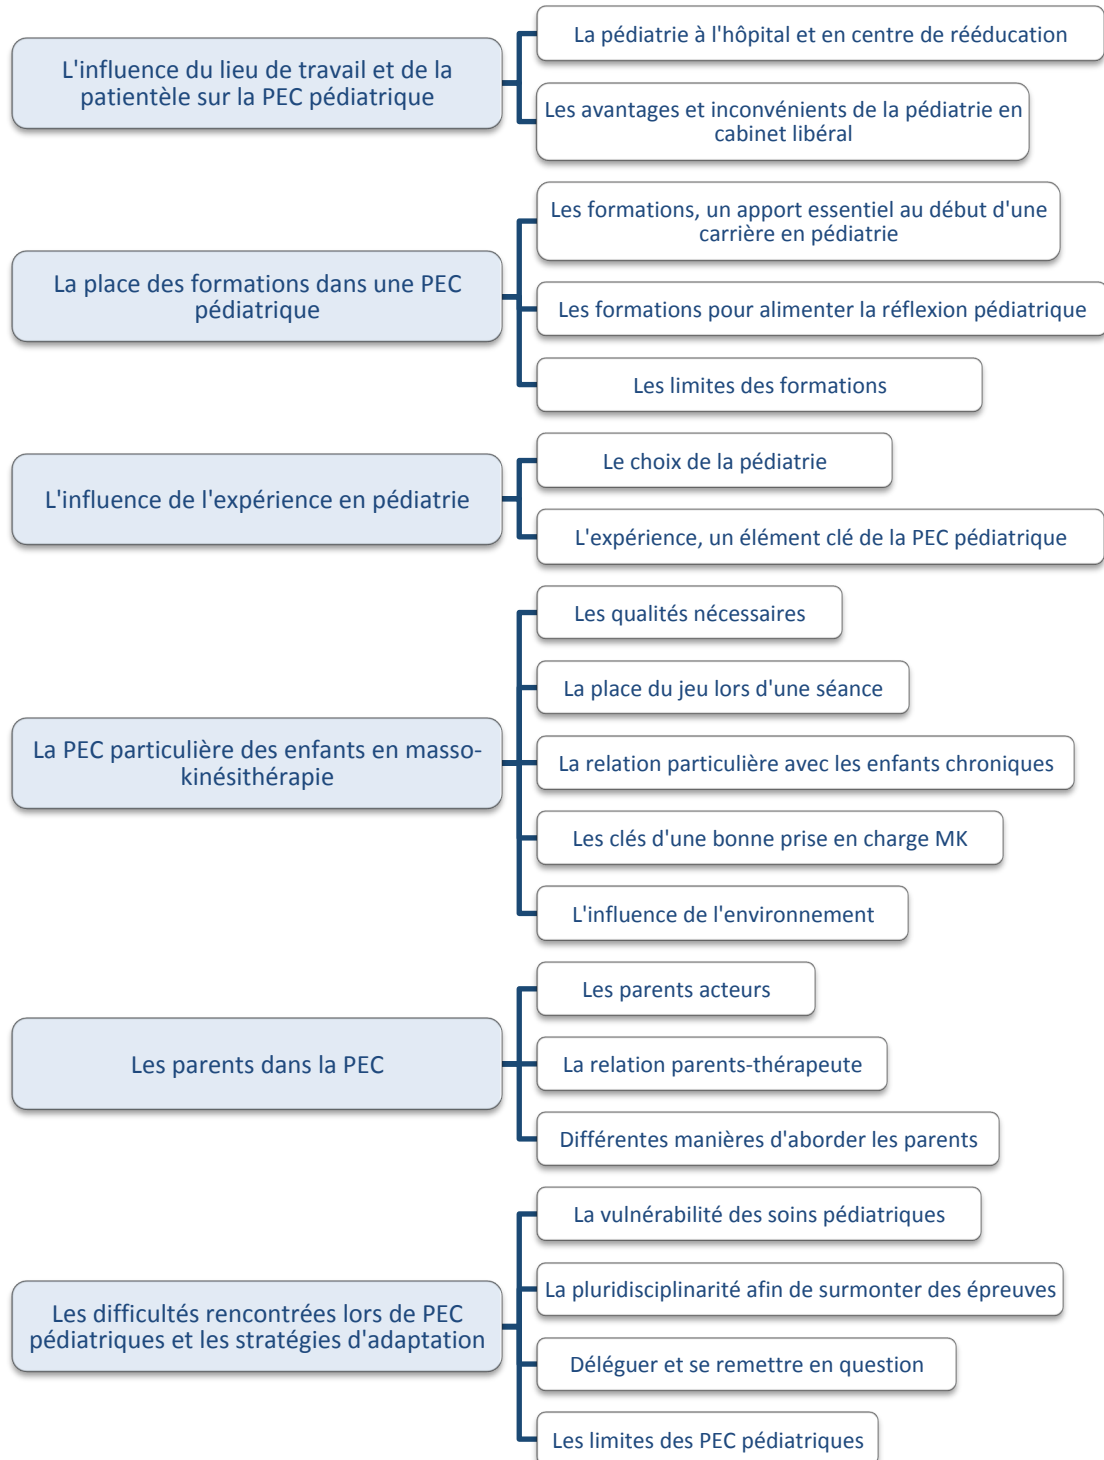 L'influence du lieu de travail et de la
patientèle sur la PEC pédiatrique
La pédiatrie à l'hôpital et en centre de rééducation
Les avantages et inconvénients de la pédiatrie en
cabinet libéral
La place des formations dans une PEC
pédiatrique
Les formations, un apport essentiel au début d'une
carrière en pédiatrie
Les formations pour alimenter la réflexion pédiatrique
Les limites des formations
L'influence de l'expérience en pédiatrie
Le choix de la pédiatrie
L'expérience, un élément clé de la PEC pédiatrique
La PEC particulière des enfants en masso-
kinésithérapie
Les qualités nécessaires
La place du jeu lors d'une séance
La relation particulière avec les enfants chroniques
Les clés d'une bonne prise en charge MK
L'influence de l'environnement
Les parents dans la PEC
Les parents acteurs
La relation parents-thérapeute
Différentes manières d'aborder les parents
Les difficultés rencontrées lors de PEC
pédiatriques et les stratégies d'adaptation
La vulnérabilité des soins pédiatriques
La pluridisciplinarité afin de surmonter des épreuves
Déléguer et se remettre en question
Les limites des PEC pédiatriques